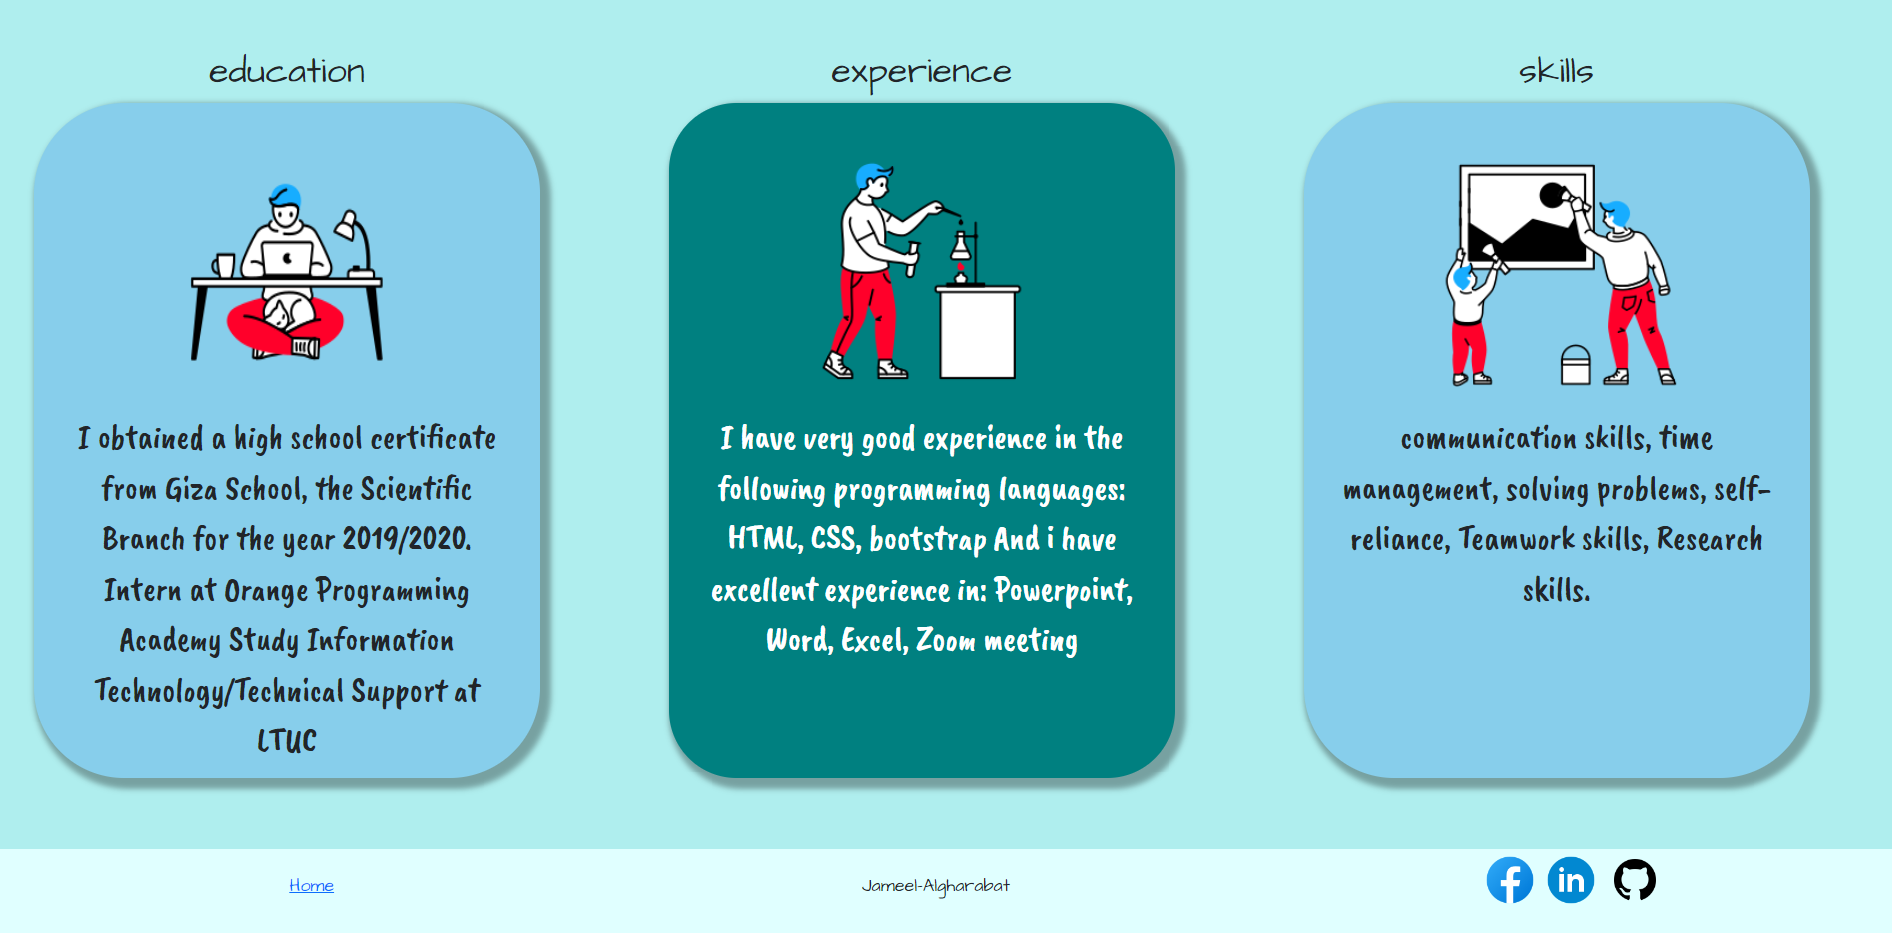 education
I obtained a high school certificate
from Giza School, the Scientific
Branch for the year 2019/2020.
Intern at Orange Programming
Academy Study Information
Technology/Technical Support at
LTUC
experience
I have very good experience in the
following programming languages:
HTML, CSS, bootstrap And i have
excellent experience in: Powerpoint,
Word, Excel, Zoom meeting
skills
communication skills, time
management, solving problems, self-
reliance, Teamwork skills, Research
skills.
Home
Jameel-Algharabat